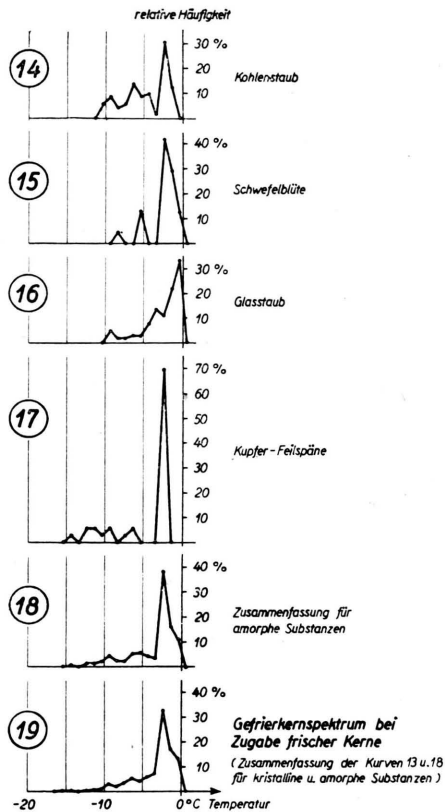 relative Häufigkeit
30 %
20
10
14
Kohlenstaub
40 %
30
20
10
15
Schwefelblüte
30 %
20
10
16
Glasstaub
70 %
60
50
40
30
20
10
17
Kupfer-Feilspäne
40 %
30
20
10
18
Zusammenfassung für
amorphe Substanzen
40 %
30
20
10
19
Gefrierkernspektrum bei
Zugabe frischer Kerne
(Zusammenfassung der Kurven 13 u. 18
für kristalline u. amorphe Substanzen)
-20 -10 0°C Temperatur